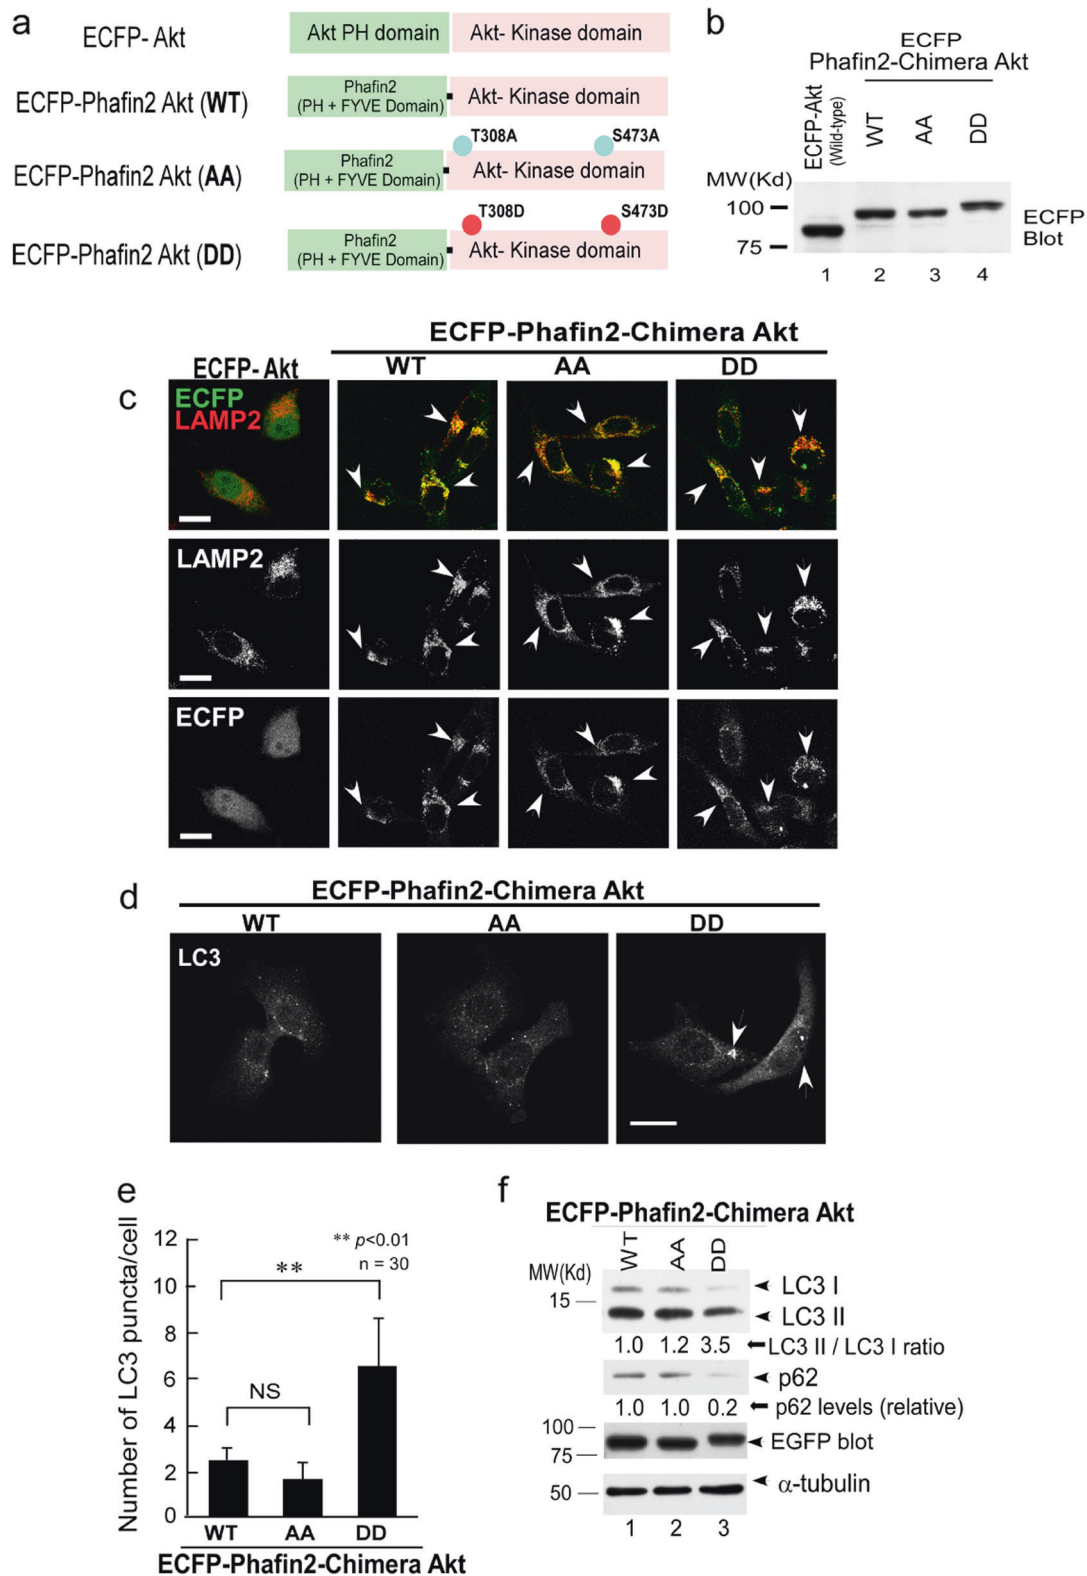 a
ECFP- Akt
Akt PH domain
Akt- Kinase domain
ECFP-Phafin2 Akt (WT)
Phafin2
(PH + FYVE Domain)
Akt- Kinase domain
T308A
S473A
ECFP-Phafin2 Akt (AA)
Phafin2
(PH + FYVE Domain)
Akt- Kinase domain
T308D
S473D
ECFP-Phafin2 Akt (DD)
Phafin2
(PH + FYVE Domain)
Akt- Kinase domain
b
ECFP
Phafin2-Chimera Akt
ECFP-Akt
(Wild-type)
WT
AA
DD
MW(Kd)
100
75
ECFP
Blot
1 2 3 4
ECFP-Phafin2-Chimera Akt
ECFP- Akt
WT
AA
DD
c
ECFP
LAMP2
LAMP2
ECFP
d
ECFP-Phafin2-Chimera Akt
WT
AA
DD
LC3
e
Number of LC3 puncta/cell
12
10
8
6
4
2
0
** p<0.01
n = 30
**
NS
WT AA DD
ECFP-Phafin2-Chimera Akt
f
ECFP-Phafin2-Chimera Akt
WT
AA
DD
MW(Kd)
15
LC3 I
LC3 II
1.0 1.2 3.5 LC3 II / LC3 I ratio
p62
1.0 1.0 0.2 p62 levels (relative)
100
75
EGFP blot
50
α-tubulin
1 2 3